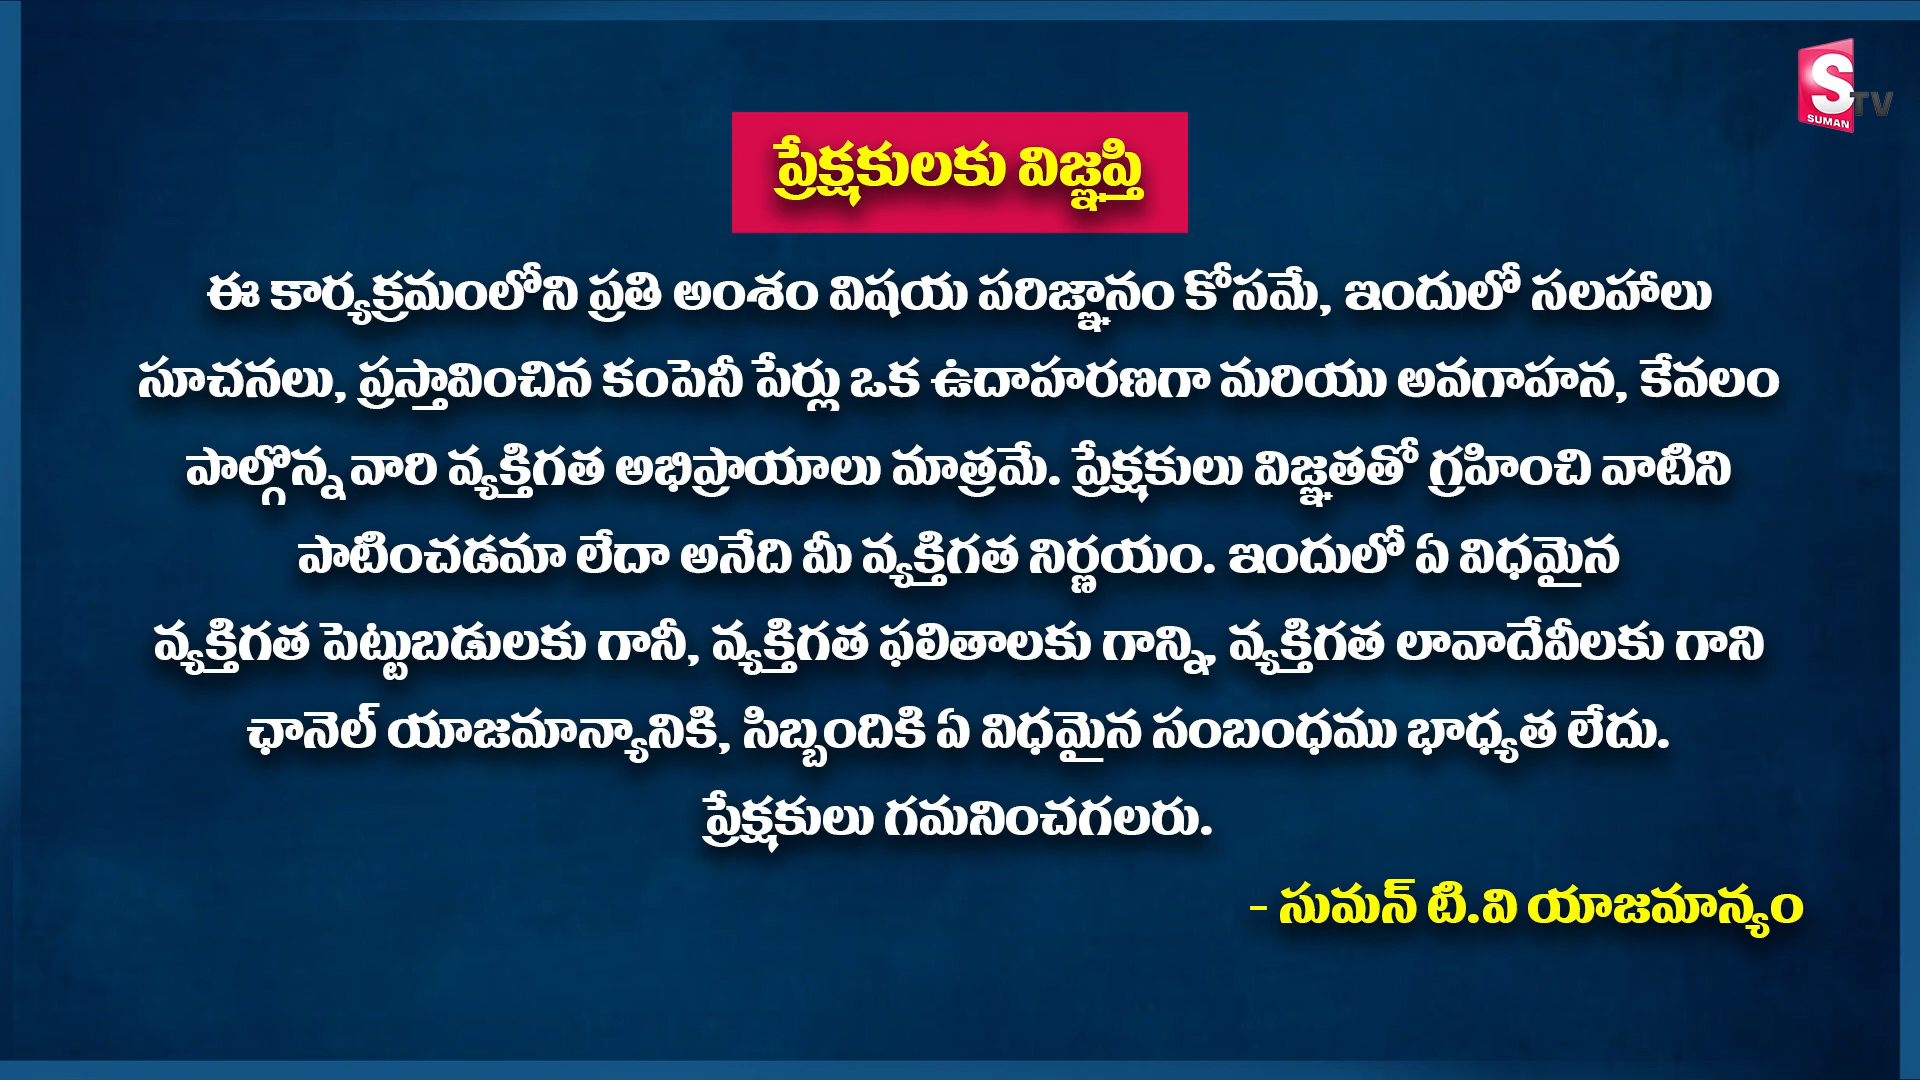 S
TV
SUMAN
ప్రేక్షకులకు విజ్ఞప్తి
ఈ కార్యక్రమంలోని ప్రతి అంశం విషయ పరిజ్ఞానం కోసమే, ఇందులో సలహాలు
సూచనలు, ప్రస్తావించిన కంపెనీ పేర్లు ఒక ఉదాహరణగా మరియు అవగాహన, కేవలం
పాల్గొన్న వారి వ్యక్తిగత అభిప్రాయాలు మాత్రమే. ప్రేక్షకులు విజ్ఞతతో గ్రహించి వాటిని
పాటించడమా లేదా అనేది మీ వ్యక్తిగత నిర్ణయం. ఇందులో ఏ విధమైన
వ్యక్తిగత పెట్టుబడులకు గానీ, వ్యక్తిగత ఫలితాలకు గాన్ని, వ్యక్తిగత లావాదేవీలకు గాని
ఛానెల్ యాజమాన్యానికి, సిబ్బందికి ఏ విధమైన సంబంధము భాధ్యత లేదు.
ప్రేక్షకులు గమనించగలరు.
- సుమన్ టి.వి యాజమాన్యం